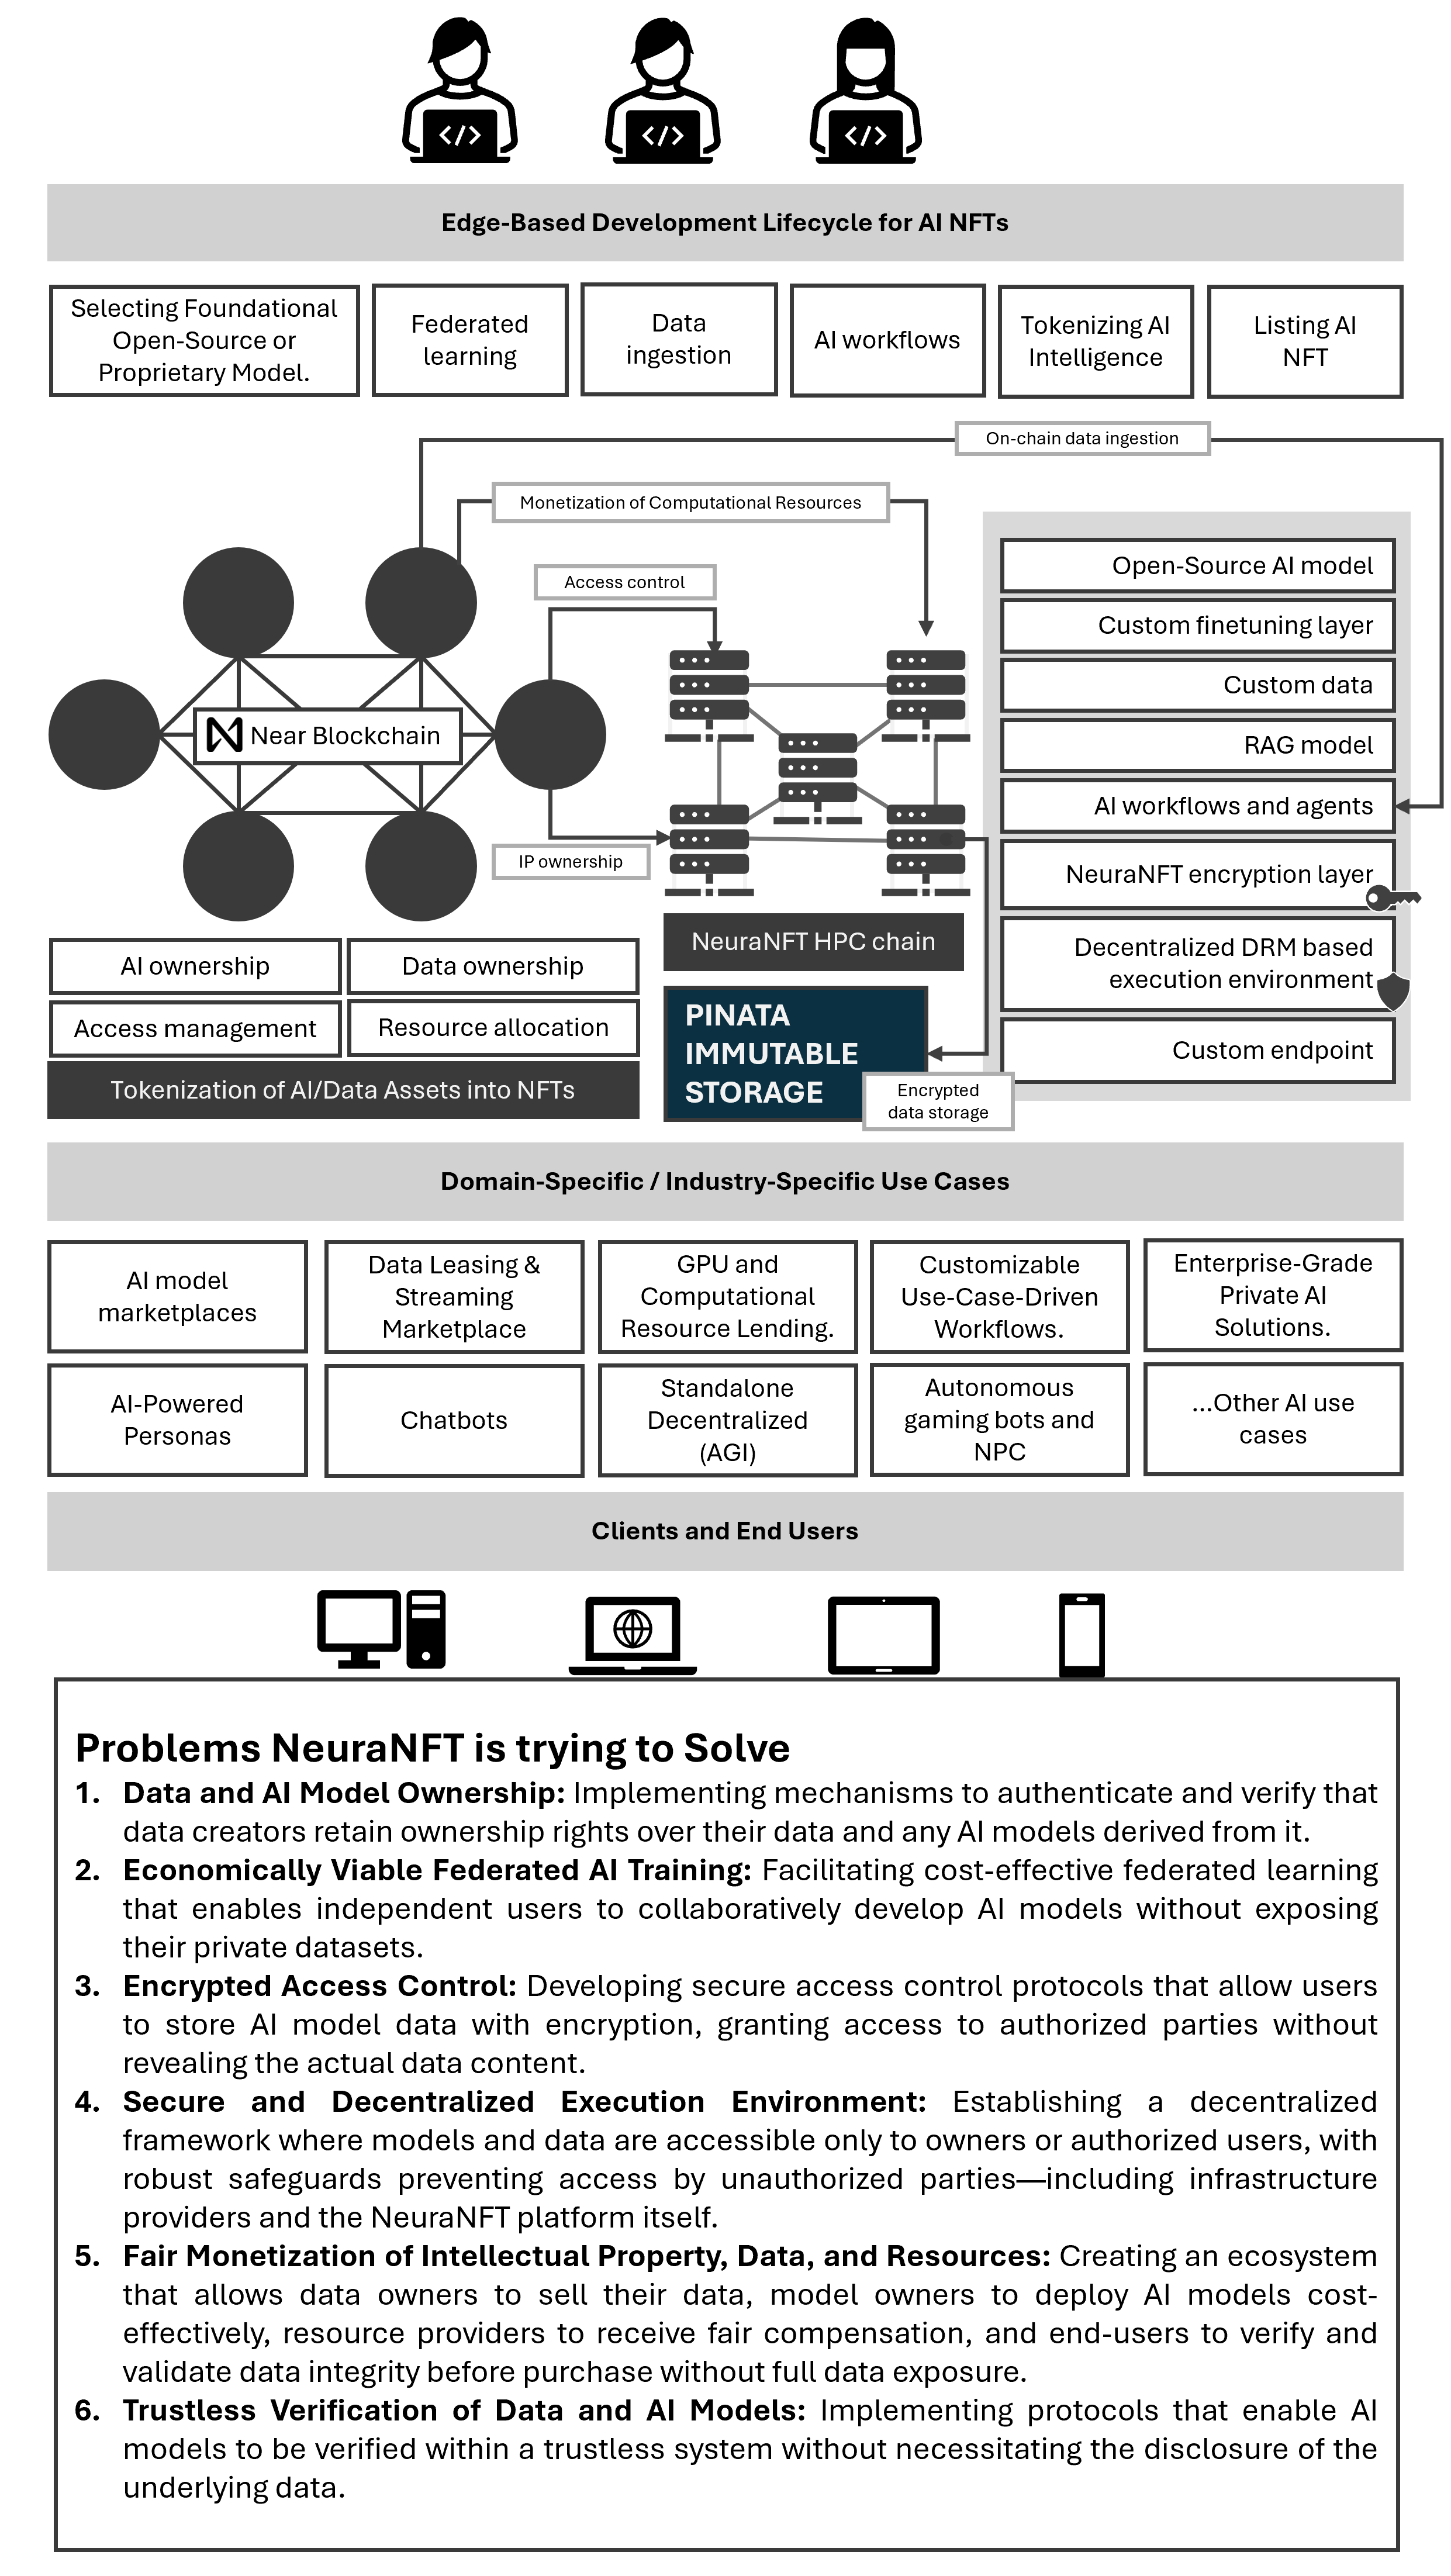 </>
</>
</>
Edge-Based Development Lifecycle for AI NFTs
Selecting Foundational
Open-Source or
Proprietary Model.
Federated
learning
Data
ingestion
AI workflows
Tokenizing AI
Intelligence
Listing AI
NFT
On-chain data ingestion
Monetization of Computational Resources
Access control
Near Blockchain
IP ownership
Open-Source AI model
Custom finetuning layer
Custom data
RAG model
AI workflows and agents
NeuraNFT encryption layer
Decentralized DRM based
execution environment
Custom endpoint
AI ownership
Data ownership
Access management
Resource allocation
Tokenization of AI/Data Assets into NFTs
NeuraNFT HPC chain
PINATA
IMMUTABLE
STORAGE
Encrypted
data storage
Domain-Specific / Industry-Specific Use Cases
AI model
marketplaces
Data Leasing &
Streaming
Marketplace
GPU and
Computational
Resource Lending.
Customizable
Use-Case-Driven
Workflows.
Enterprise-Grade
Private AI
Solutions.
AI-Powered
Personas
Chatbots
Standalone
Decentralized
(AGI)
Autonomous
gaming bots and
NPC
...Other AI use
cases
Clients and End Users
Problems NeuraNFT is trying to Solve
1. Data and AI Model Ownership: Implementing mechanisms to authenticate and verify that
data creators retain ownership rights over their data and any AI models derived from it.
2. Economically Viable Federated AI Training: Facilitating cost-effective federated learning
that enables independent users to collaboratively develop AI models without exposing
their private datasets.
3. Encrypted Access Control: Developing secure access control protocols that allow users
to store AI model data with encryption, granting access to authorized parties without
revealing the actual data content.
4. Secure and Decentralized Execution Environment: Establishing a decentralized
framework where models and data are accessible only to owners or authorized users, with
robust safeguards preventing access by unauthorized parties—including infrastructure
providers and the NeuraNFT platform itself.
5. Fair Monetization of Intellectual Property, Data, and Resources: Creating an ecosystem
that allows data owners to sell their data, model owners to deploy AI models cost-
effectively, resource providers to receive fair compensation, and end-users to verify and
validate data integrity before purchase without full data exposure.
6. Trustless Verification of Data and AI Models: Implementing protocols that enable AI
models to be verified within a trustless system without necessitating the disclosure of the
underlying data.